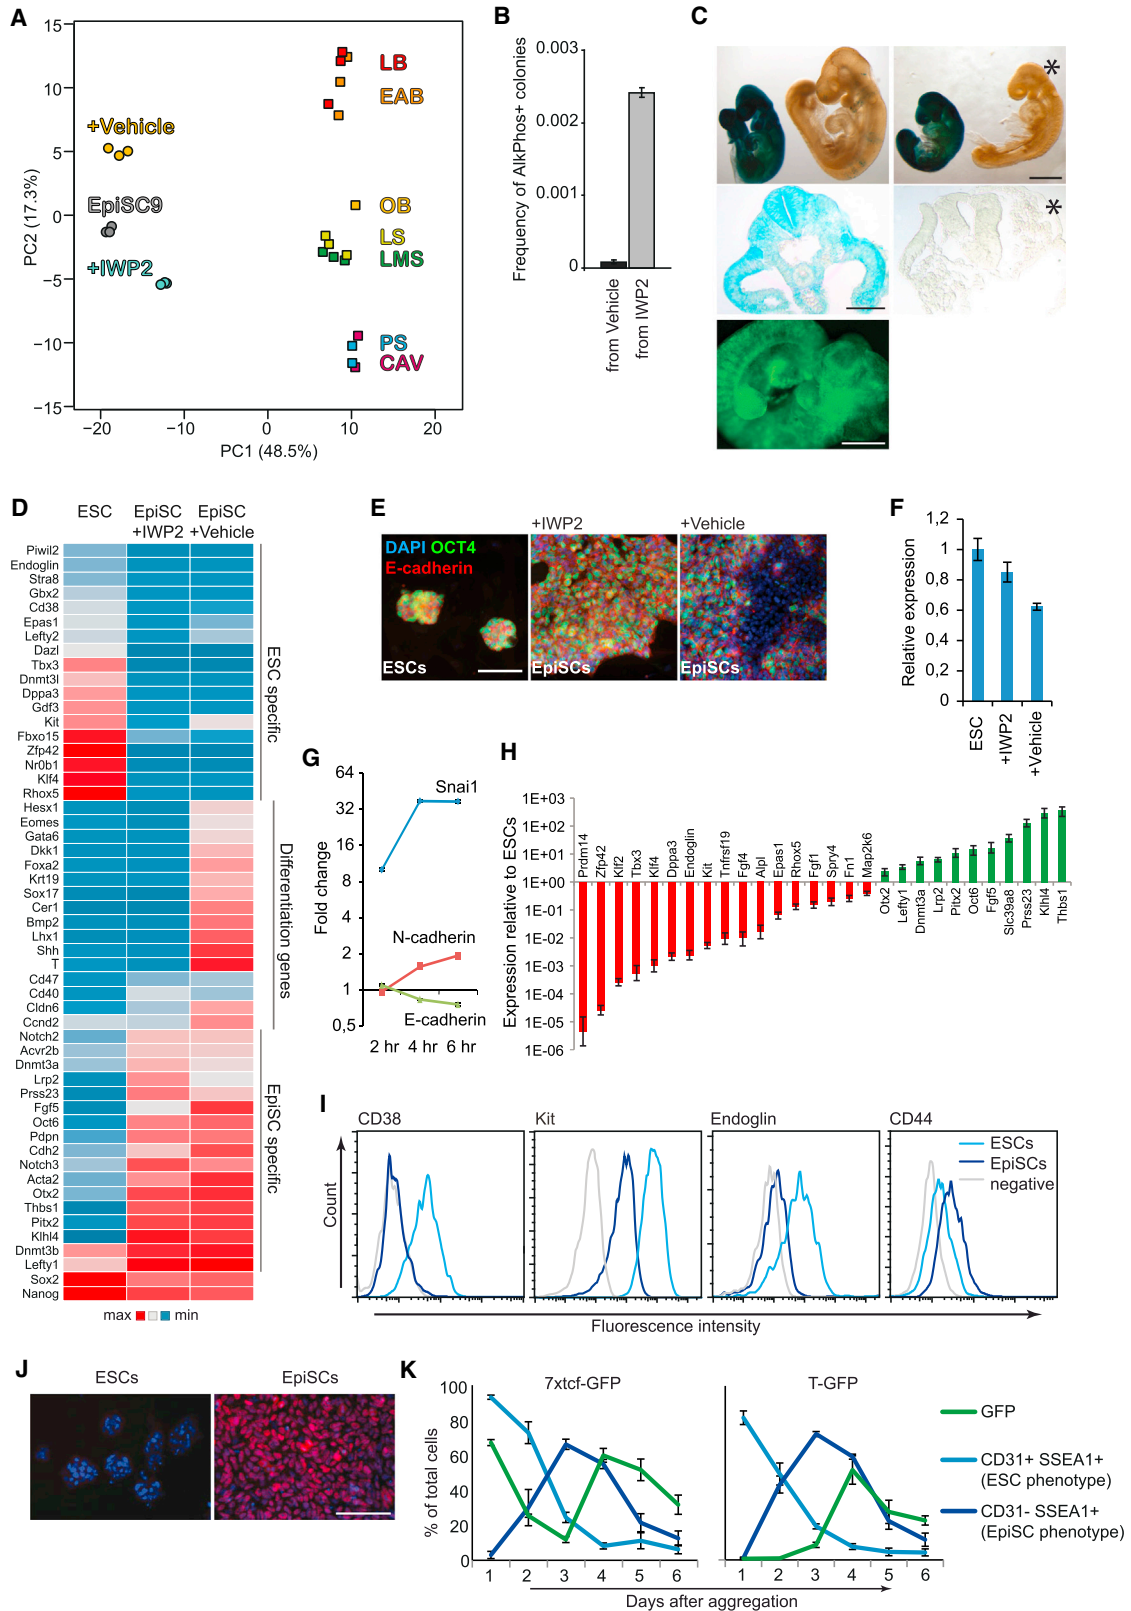 A
15
10
5
0
−5
−10
−15
PC2 (17.3%)
−20
−10
0
10
20
PC1 (48.5%)
+Vehicle
EpiSC9
+IWP2
LB
EAB
OB
LS
LMS
PS
CAV
B
Frequency of AlkPhos+ colonies
0.003
0.002
0.001
0
from Vehicle
from IWP2
C
*
*
D
ESC
EpiSC +IWP2
EpiSC +Vehicle
Piwil2
Endoglin
Stra8
Gbx2
Cd38
Epas1
Lefty2
Dazl
Tbx3
Dnmt3l
Dppa3
Gdf3
Kit
Fbxo15
Zfp42
Nr0b1
Klf4
Rhox5
Hesx1
Eomes
Gata6
Dkk1
Foxa2
Krt19
Sox17
Cer1
Bmp2
Lhx1
Shh
T
Cd47
Cd40
Cldn6
Ccnd2
Notch2
Acvr2b
Dnmt3a
Lrp2
Prss23
Fgf5
Oct6
Pdpn
Cdh2
Notch3
Acta2
Otx2
Thbs1
Pitx2
Klhl4
Dnmt3b
Lefty1
Sox2
Nanog
ESC specific
Differentiation genes
EpiSC specific
max
min
E
+IWP2
+Vehicle
DAPI OCT4
E-cadherin
ESCs
EpiSCs
EpiSCs
F
Relative expression
1,2
1
0,8
0,6
0,4
0,2
0
ESC
+IWP2
+Vehicle
G
Fold change
64
32
16
8
4
2
1
0,5
Snai1
N-cadherin
E-cadherin
2 hr 4 hr 6 hr
H
Expression relative to ESCs
1E+03
1E+02
1E+01
1E+00
1E-01
1E-02
1E-03
1E-04
1E-05
1E-06
Prdm14
Zfp42
Klf2
Tbx3
Klf4
Dppa3
Endoglin
Kit
Tnfrsf19
Fgf4
Alpl
Epas1
Rhox5
Fgf1
Spry4
Fn1
Map2k6
Otx2
Lefty1
Dnmt3a
Lrp2
Pitx2
Oct6
Fgf5
Slc39a8
Prss23
Klhl4
Thbs1
I
CD38
Kit
Endoglin
CD44
ESCs
EpiSCs
negative
Count
Fluorescence intensity
J
ESCs
EpiSCs
K
7xtcf-GFP
T-GFP
% of total cells
100
80
60
40
20
0
1 2 3 4 5 6
1 2 3 4 5 6
Days after aggregation
GFP
CD31+ SSEA1+
(ESC phenotype)
CD31- SSEA1+
(EpiSC phenotype)